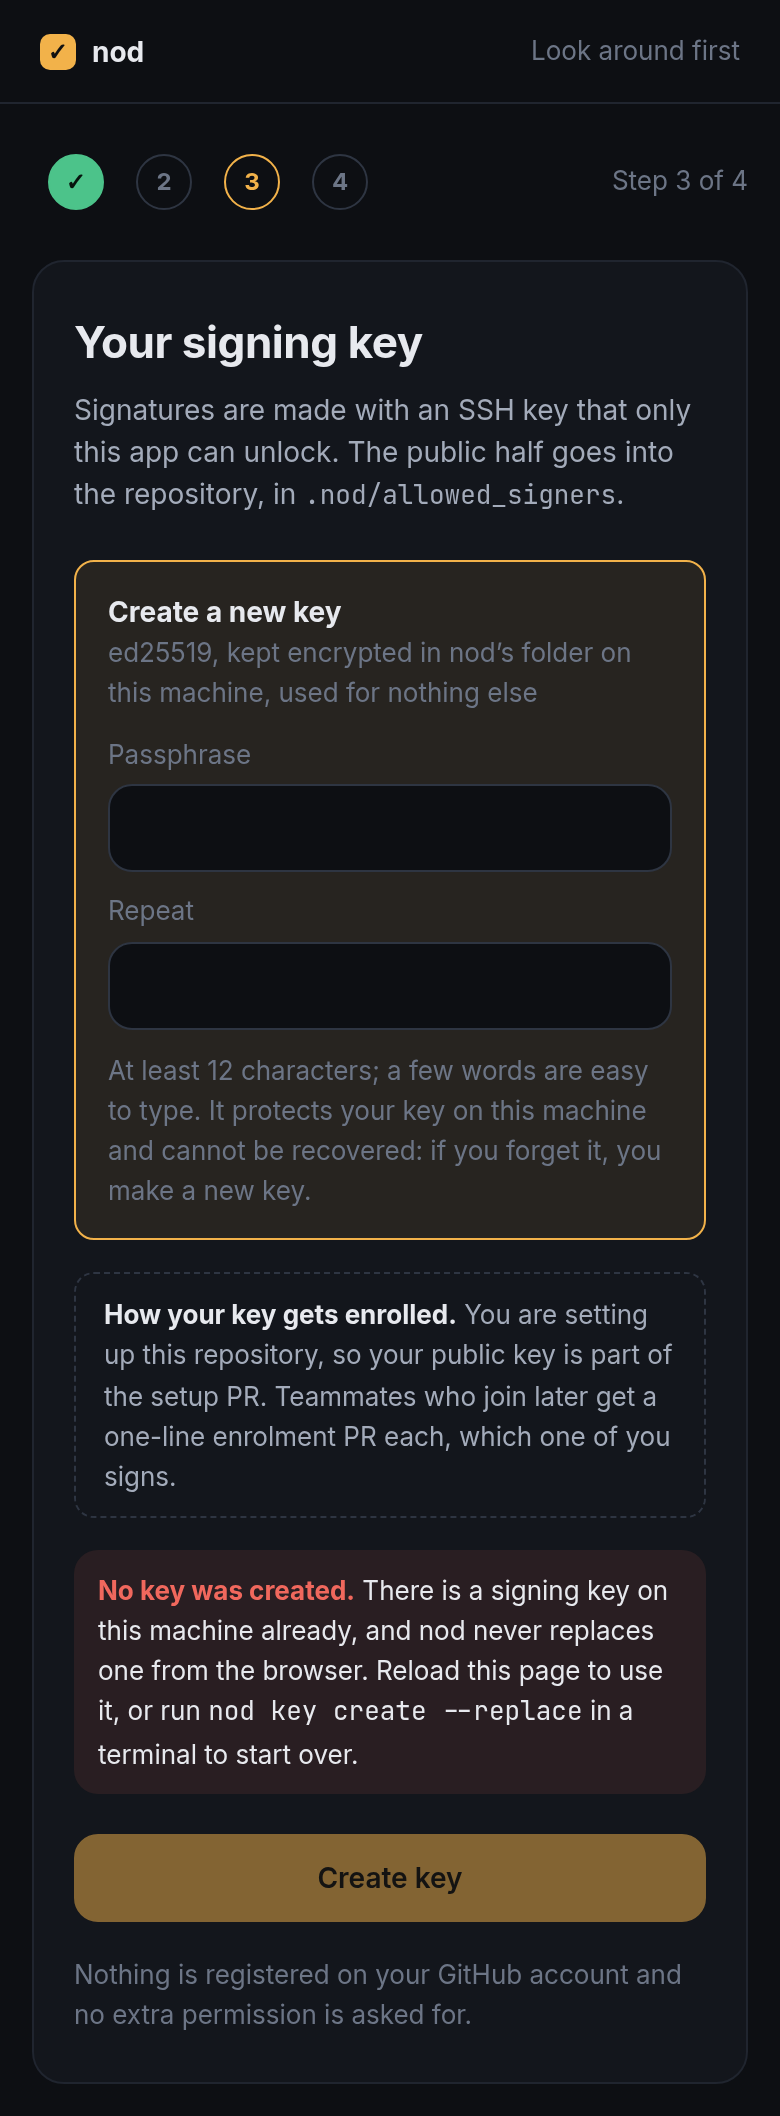 ✓ nod
Look around first
✓ 2 3 4
Step 3 of 4
Your signing key
Signatures are made with an SSH key that only
this app can unlock. The public half goes into
the repository, in .nod/allowed_signers.
Create a new key
ed25519, kept encrypted in nod’s folder on
this machine, used for nothing else
Passphrase
Repeat
At least 12 characters; a few words are easy
to type. It protects your key on this machine
and cannot be recovered: if you forget it, you
make a new key.
How your key gets enrolled. You are setting
up this repository, so your public key is part of
the setup PR. Teammates who join later get a
one-line enrolment PR each, which one of you
signs.
No key was created. There is a signing key on
this machine already, and nod never replaces
one from the browser. Reload this page to use
it, or run nod key create --replace in a
terminal to start over.
Create key
Nothing is registered on your GitHub account and
no extra permission is asked for.